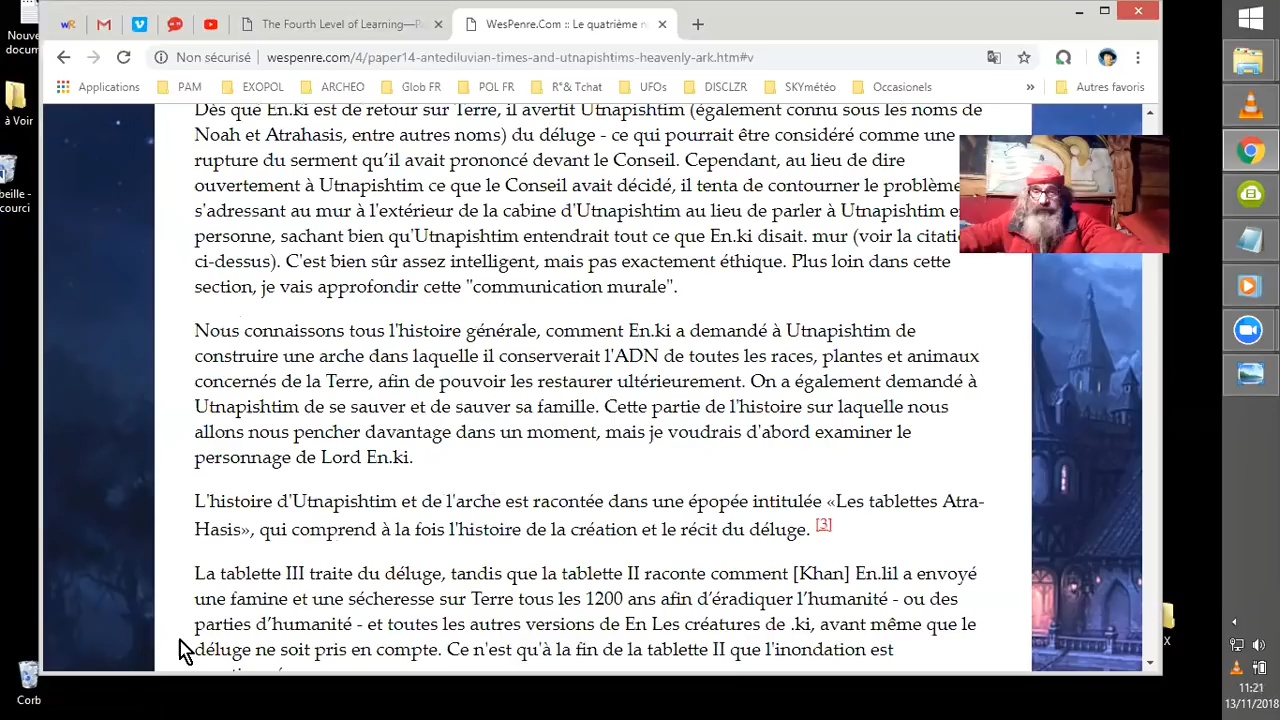 Nouve
docum
wR
The Fourth Level of Learning—P
WesPenre.Com :: Le quatrième n
Non sécurisé
wespenre.com/4/paper14-antediluvian-times-and-utnapishtims-heavenly-ark.htm#v
Applications
PAM
EXOPOL
ARCHEO
Glob FR
POL FR
R°& Tchat
UFOs
DISCLZR
SKYmétéo
Occasionels
»
Autres favoris
à Voir
beille -
courci
Dès que En.ki est de retour sur Terre, il avertit Utnapishtim (également connu sous les noms de
Noah et Atrahasis, entre autres noms) du déluge - ce qui pourrait être considéré comme une
rupture du serment qu’il avait prononcé devant le Conseil. Cependant, au lieu de dire
ouvertement à Utnapishtim ce que le Conseil avait décidé, il tenta de contourner le problème
s'adressant au mur à l'extérieur de la cabine d'Utnapishtim au lieu de parler à Utnapishtim e
personne, sachant bien qu'Utnapishtim entendrait tout ce que En.ki disait. mur (voir la citati
ci-dessus). C'est bien sûr assez intelligent, mais pas exactement éthique. Plus loin dans cette
section, je vais approfondir cette "communication murale".
Nous connaissons tous l'histoire générale, comment En.ki a demandé à Utnapishtim de
construire une arche dans laquelle il conserverait l'ADN de toutes les races, plantes et animaux
concernés de la Terre, afin de pouvoir les restaurer ultérieurement. On a également demandé à
Utnapishtim de se sauver et de sauver sa famille. Cette partie de l'histoire sur laquelle nous
allons nous pencher davantage dans un moment, mais je voudrais d'abord examiner le
personnage de Lord En.ki.
L'histoire d'Utnapishtim et de l'arche est racontée dans une épopée intitulée «Les tablettes Atra-
Hasis», qui comprend à la fois l'histoire de la création et le récit du déluge. [3]
La tablette III traite du déluge, tandis que la tablette II raconte comment [Khan] En.lil a envoyé
une famine et une sécheresse sur Terre tous les 1200 ans afin d’éradiquer l’humanité - ou des
parties d’humanité - et toutes les autres versions de En Les créatures de .ki, avant même que le
déluge ne soit pris en compte. Ce n'est qu'à la fin de la tablette II que l'inondation est
Corb
X
11:21
13/11/2018